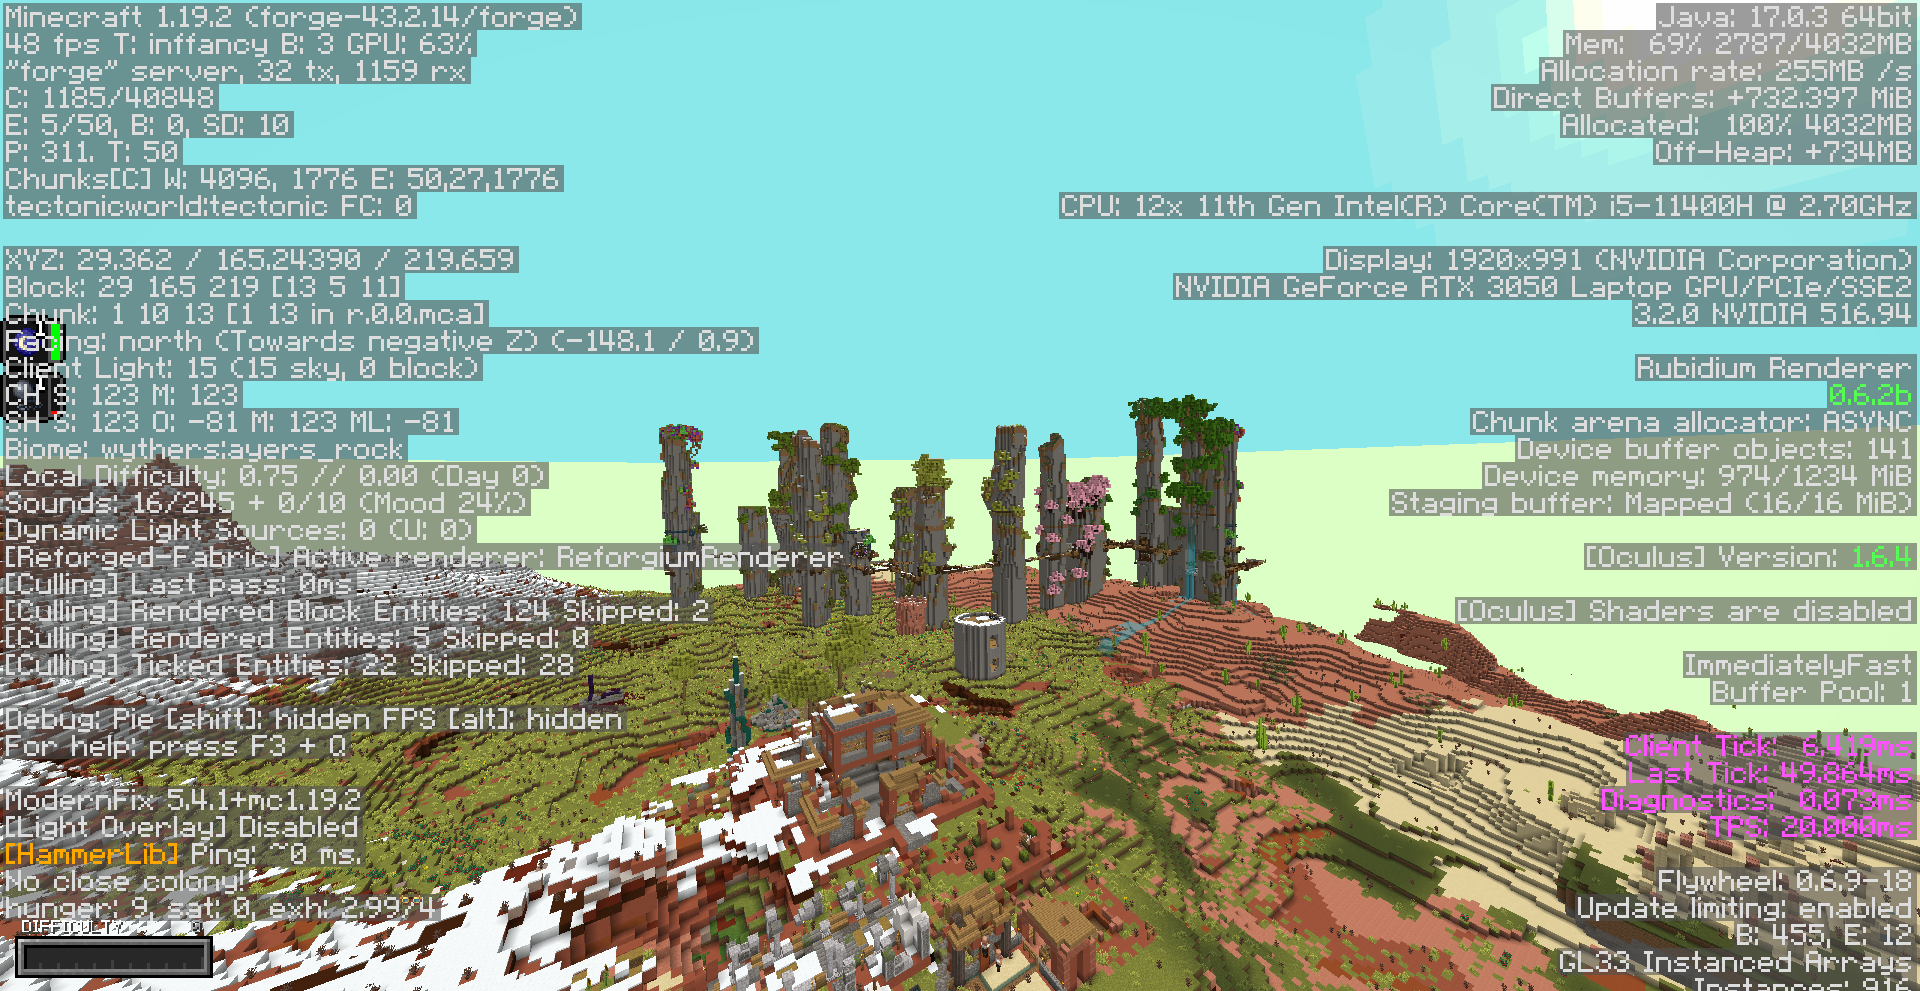 Minecraft 1.19.2 (forge-43.2.14/forge)
48 fps T: inffancy B: 3 GPU: 63%
"forge" server, 32 tx, 1159 rx
C: 1185/40848
E: 5/50, B: 0, SD: 10
P: 311. T: 50
Chunks[C] W: 4096, 1776 E: 50,27,1776
tectonicworld:tectonic FC: 0
XYZ: 29.362 / 165.24390 / 219.659
Block: 29 165 219 [13 5 11]
Chunk: 1 10 13 [1 13 in r.0.0.mca]
Facing: north (Towards negative Z) (-148.1 / 0.9)
Client Light: 15 (15 sky, 0 block)
CH S: 123 M: 123
SH S: 123 O: -81 M: 123 ML: -81
Biome: wythers:ayers_rock
Local Difficulty: 0.75 // 0.00 (Day 0)
Sounds: 16/245 + 0/10 (Mood 24%)
Dynamic Light Sources: 0 (U: 0)
[Reforged Fabric] Active renderer: ReforgiumRenderer
[Culling] Last pass: 0ms
[Culling] Rendered Block Entities: 124 Skipped: 2
[Culling] Rendered Entities: 5 Skipped: 0
[Culling] Ticked Entities: 22 Skipped: 28
Debug: Pie [shift]: hidden FPS [alt]: hidden
For help: press F3 + Q
ModernFix 5.4.1+mc1.19.2
[Light Overlay] Disabled
[HammerLib] Ping: ~0 ms.
No close colony!
hunger: 9, sat: 0, exh:
DIFFICULTY
Java: 17.0.3 64bit
Mem: 69% 2787/4032MB
Allocation rate: 255MB /s
Direct Buffers: +732.397 MiB
Allocated: 100% 4032MB
Off-Heap: +734MB
CPU: 12x 11th Gen Intel(R) Core(TM) i5-11400H @ 2.70GHz
Display: 1920x991 (NVIDIA Corporation)
NVIDIA GeForce RTX 3050 Laptop GPU/PCIe/SSE2
3.2.0 NVIDIA 516.94
Rubidium Renderer
0.6.2b
Chunk arena allocator: ASYNC
Device buffer objects: 141
Device memory: 974/1234 MiB
Staging buffer: Mapped (16/16 MiB)
[Oculus] Version: 1.6.4
[Oculus] Shaders are disabled
ImmediatelyFast
Buffer Pool: 1
Client Tick: 6.419ms
Last Tick: 49.864ms
Diagnostics: 0.073ms
TPS: 20.000ms
Flywheel: 0.6.9-18
Update limiting: enabled
B: 455, E: 12
GL33 Instanced Arrays
Instances: 916